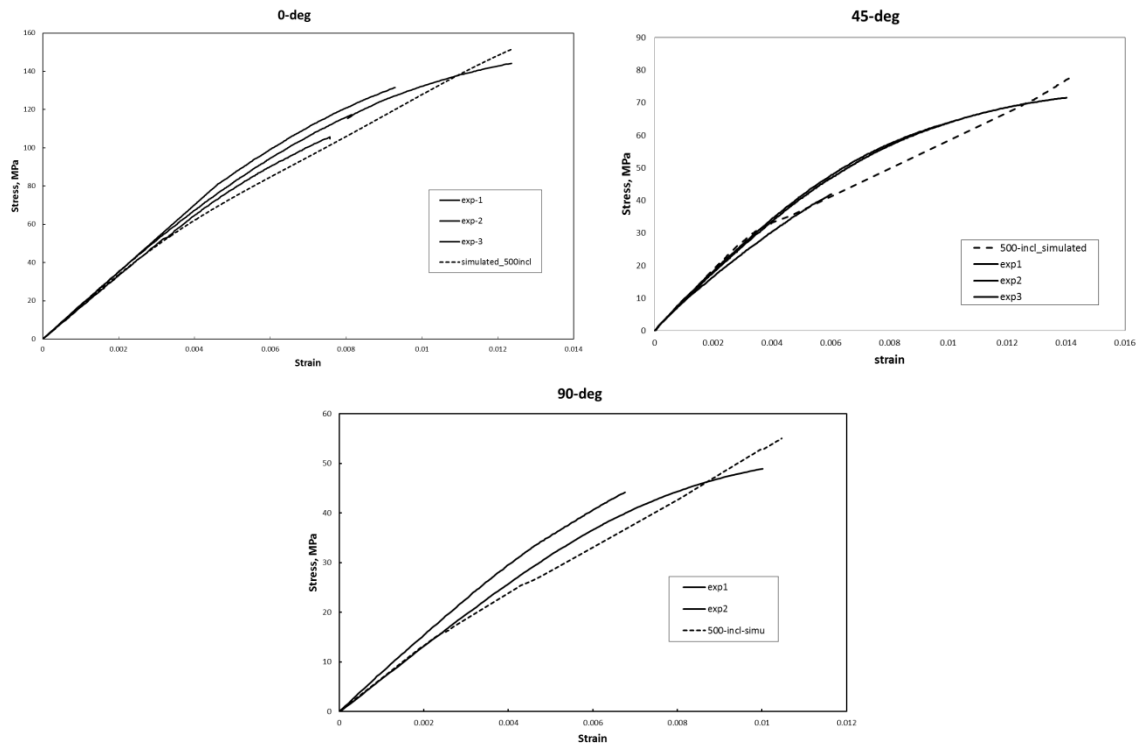 0-deg
160
140
120
100
80
60
40
20
0
Stress, MPa
0
0.002
0.004
0.006
0.008
0.01
0.012
0.014
Strain
exp-1
exp-2
exp-3
simulated_500incl
45-deg
90
80
70
60
50
40
30
20
10
0
Stress, MPa
0
0.002
0.004
0.006
0.008
0.01
0.012
0.014
0.016
strain
500-incl_simulated
exp1
exp2
exp3
90-deg
60
50
40
30
20
10
0
Stress, MPa
0
0.002
0.004
0.006
0.008
0.01
0.012
Strain
exp1
exp2
500-incl-simu